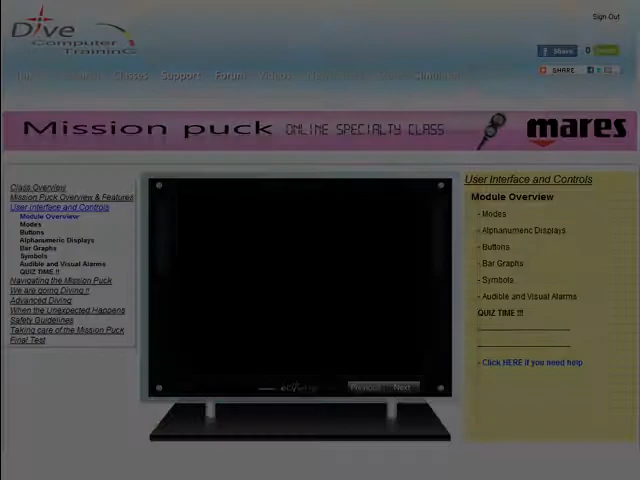 Sign Out
Dive
Computer
Training
Share
0
SHARE
Classes
Support
Forum
Videos
Mission puck ONLINE SPECIALTY CLASS
mares
Class Overview
Mission Puck Overview & Features
User Interface and Controls
Module Overview
Modes
Buttons
Alphanumeric Displays
Bar Graphs
Symbols
Audible and Visual Alarms
QUIZ TIME !!
Navigating the Mission Puck
We are going Diving !!
Advanced Diving
When the Unexpected Happens
Safety Guidelines
Taking care of the Mission Puck
Final Test
Previous
Next
User Interface and Controls
Module Overview
- Modes
- Alphanumeric Displays
- Buttons
- Bar Graphs
- Symbols
- Audible and Visual Alarms
QUIZ TIME !!!
- Click HERE if you need help